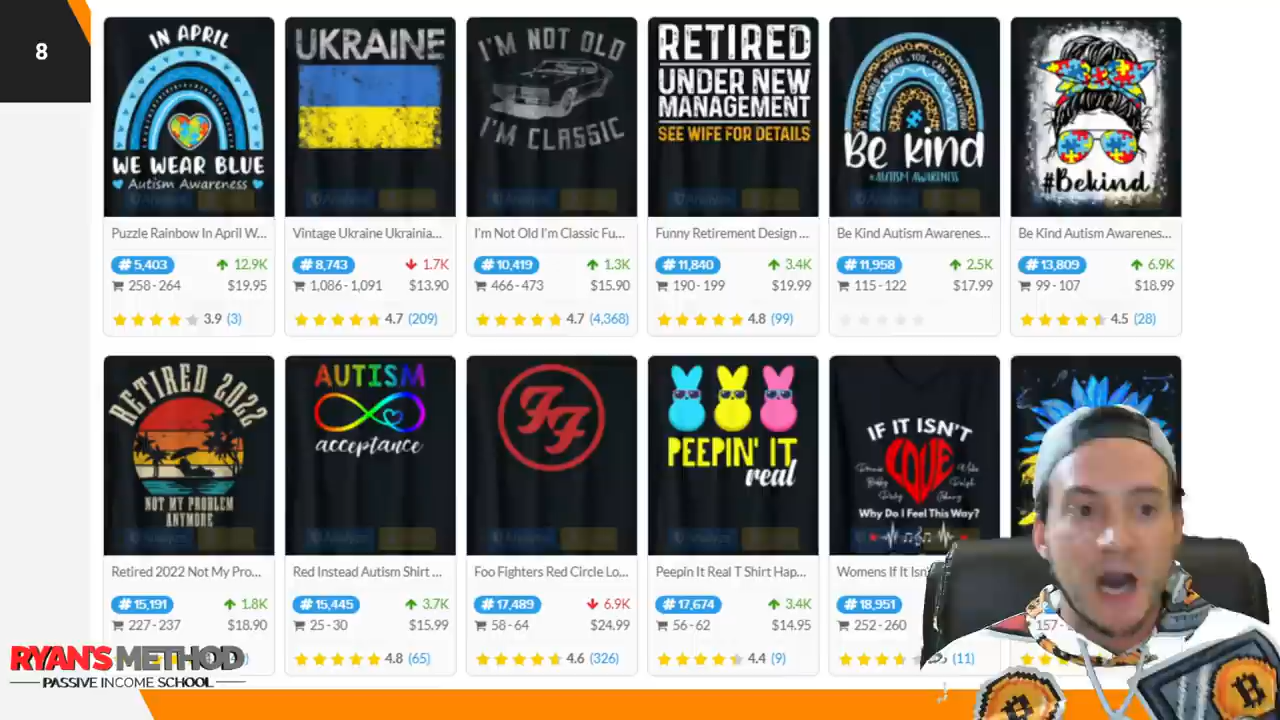 8
IN APRIL
WE WEAR BLUE
Autism Awareness
UKRAINE
I'M NOT OLD
I'M CLASSIC
RETIRED
UNDER NEW
MANAGEMENT
SEE WIFE FOR DETAILS
Be kind
#AUTISM AWARENESS
#Bekind
Puzzle Rainbow In April W...
Vintage Ukraine Ukrainia...
I'm Not Old I'm Classic Fu...
Funny Retirement Design ...
Be Kind Autism Awarenes...
Be Kind Autism Awarenes...
#5,403 12.9K
#8,743 1.7K
#10,419 1.3K
#11,840 3.4K
#11,958 2.5K
#13,809 6.9K
258 - 264 $19.95
1,086 - 1,091 $13.90
466 - 473 $15.90
190 - 199 $19.99
115 - 122 $17.99
99 - 107 $18.99
3.9 (3)
4.7 (209)
4.7 (4,368)
4.8 (99)
4.5 (28)
RETIRED 2022
NOT MY PROBLEM
ANYMORE
AUTISM
acceptance
FF
PEEPIN' IT
real
IF IT ISN'T
LOVE
Why Do I Feel This Way?
Retired 2022 Not My Pro...
Red Instead Autism Shirt ...
Foo Fighters Red Circle Lo...
Peepin It Real T Shirt Hap...
Womens If It Isn
#15,191 1.8K
#15,445 3.7K
#17,489 6.9K
#17,674 3.4K
#18,951
227 - 237 $18.90
25 - 30 $15.99
58 - 64 $24.99
56 - 62 $14.95
252 - 260
157 -
4.8 (65)
4.6 (326)
4.4 (9)
(11)
RYAN'S METHOD
PASSIVE INCOME SCHOOL